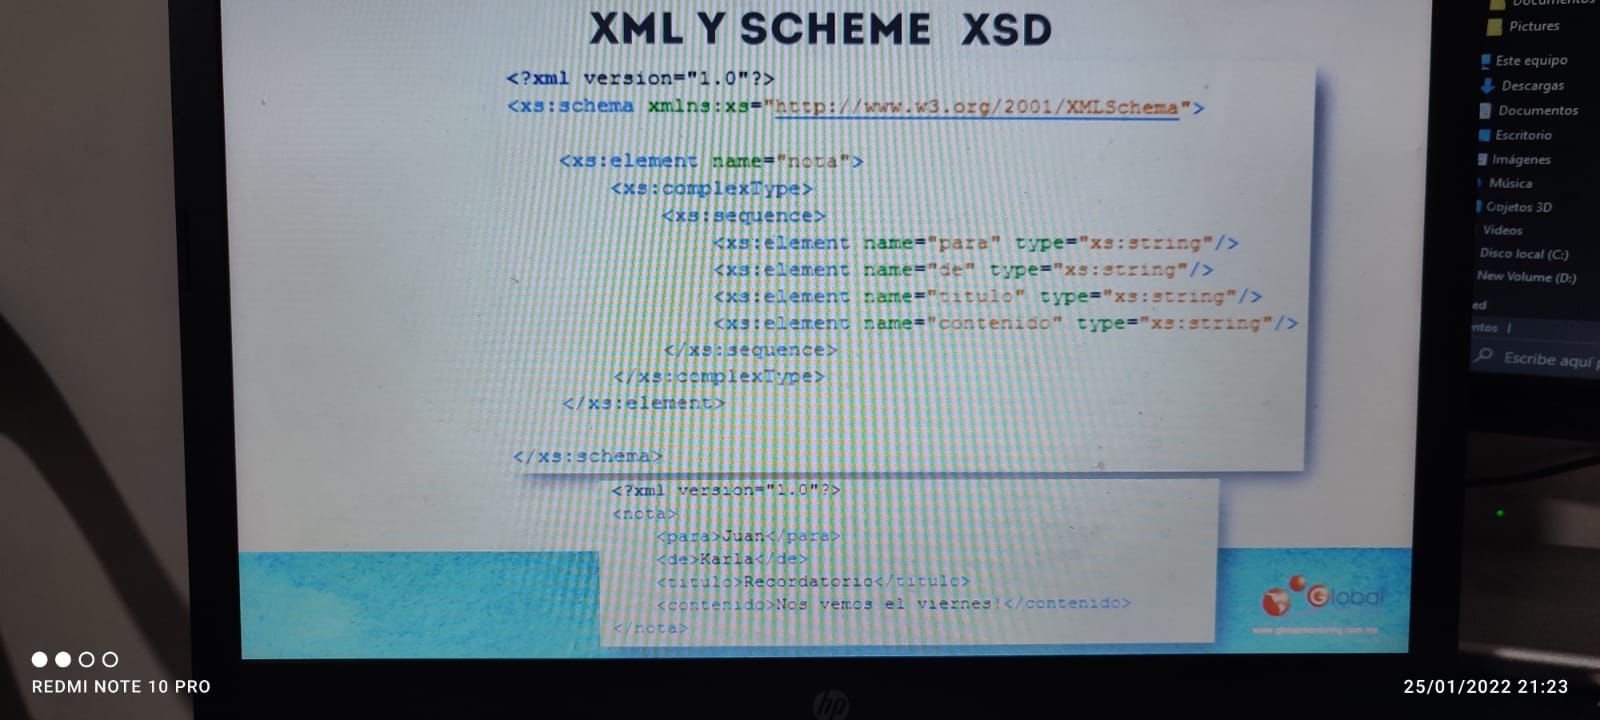 XML Y SCHEME XSD
<?xml version="1.0"?>
<xs:schema xmlns:xs="http://www.w3.org/2001/XMLSchema">
<xs:element name="nota">
<xs:complexType>
<xs:sequence>
<xs:element name="para" type="xs:string"/>
<xs:element name="de" type="xs:string"/>
<xs:element name="titulo" type="xs:string"/>
<xs:element name="contenido" type="xs:string"/>
</xs:sequence>
</xs:complexType>
</xs:element>
</xs:schema>
<?xml version="1.0"?>
<nota>
<para>Juan</para>
<de>Karla</de>
<titulo>Recordatorio</titulo>
<contenido>Nos vemos el viernes!</contenido>
</nota>
Global
Documentos
Pictures
Este equipo
Descargas
Documentos
Escritorio
Imágenes
Música
Objetos 3D
Videos
Disco local (C:)
New Volume (D:)
ed
ntos |
Escribe aquí p
hp
REDMI NOTE 10 PRO
25/01/2022 21:23